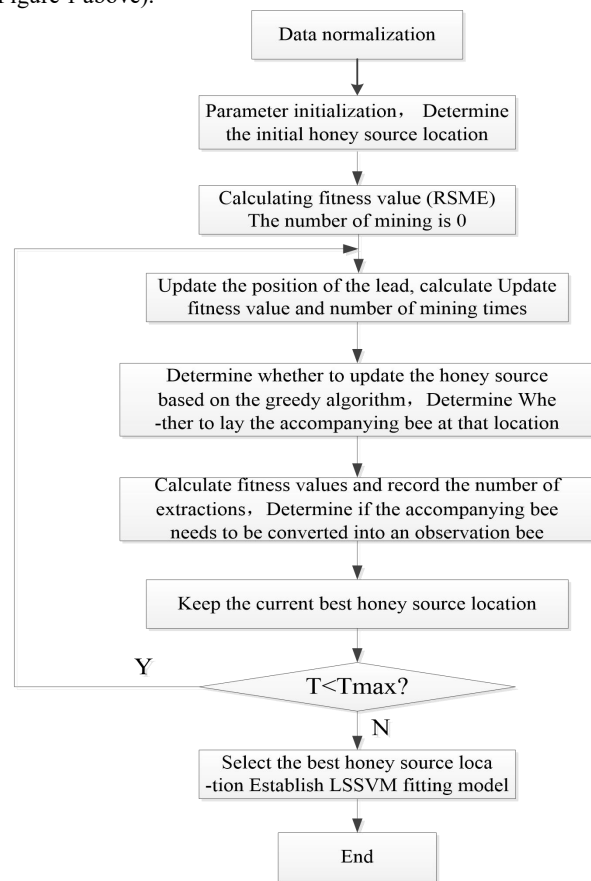 Figure 1 above).
Data normalization
Parameter initialization， Determine
the initial honey source location
Calculating fitness value (RSME)
The number of mining is 0
Update the position of the lead, calculate Update
fitness value and number of mining times
Determine whether to update the honey source
based on the greedy algorithm，Determine Whe
-ther to lay the accompanying bee at that location
Calculate fitness values and record the number of
extractions，Determine if the accompanying bee
needs to be converted into an observation bee
Keep the current best honey source location
Y
T<Tmax?
N
Select the best honey source loca
-tion Establish LSSVM fitting model
End